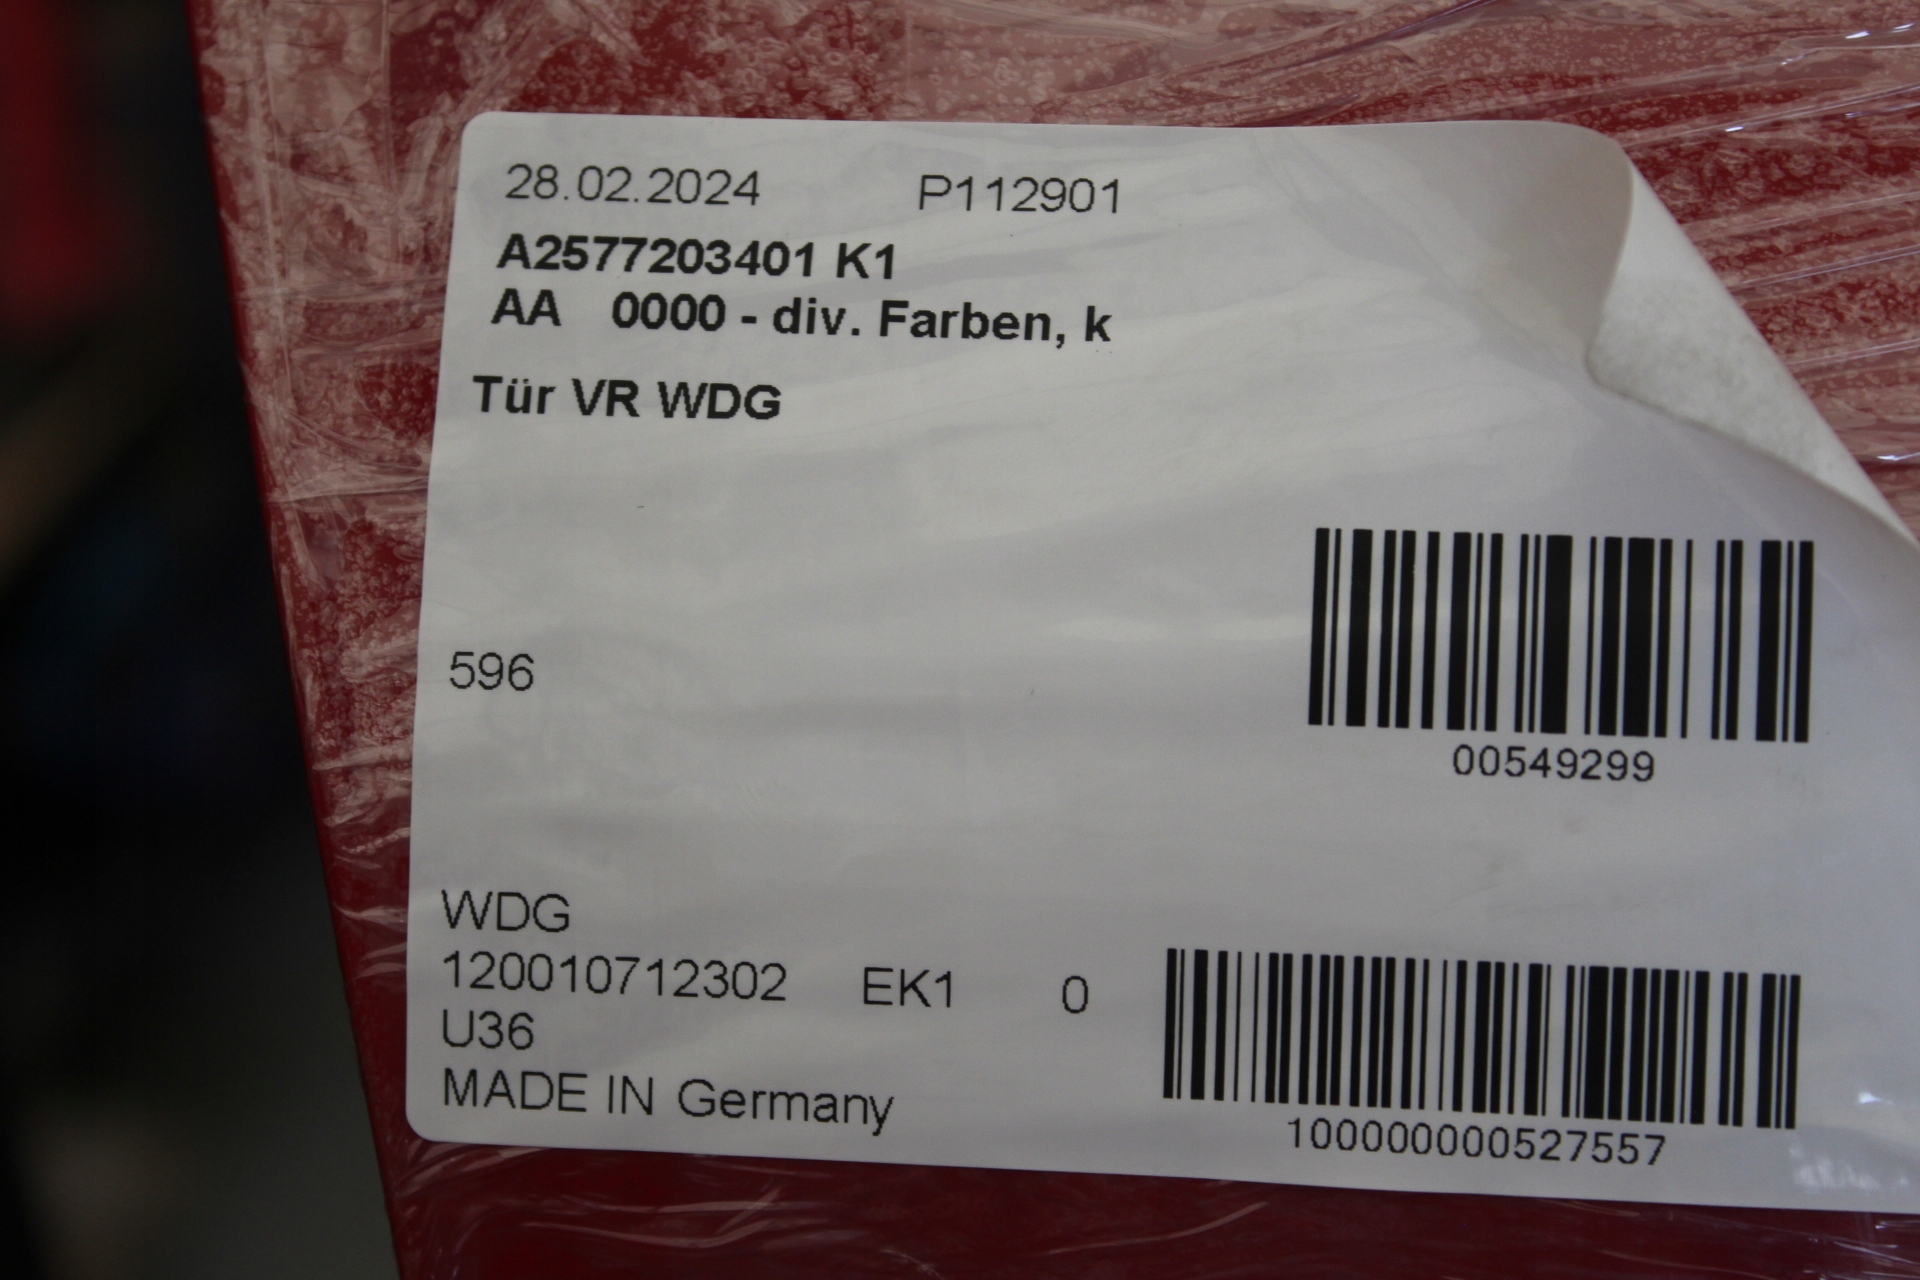 28.02.2024 P112901
A2577203401 K1
AA 0000 - div. Farben, k
Tür VR WDG
596
00549299
WDG
120010712302 EK1 0
U36
MADE IN Germany
100000000527557